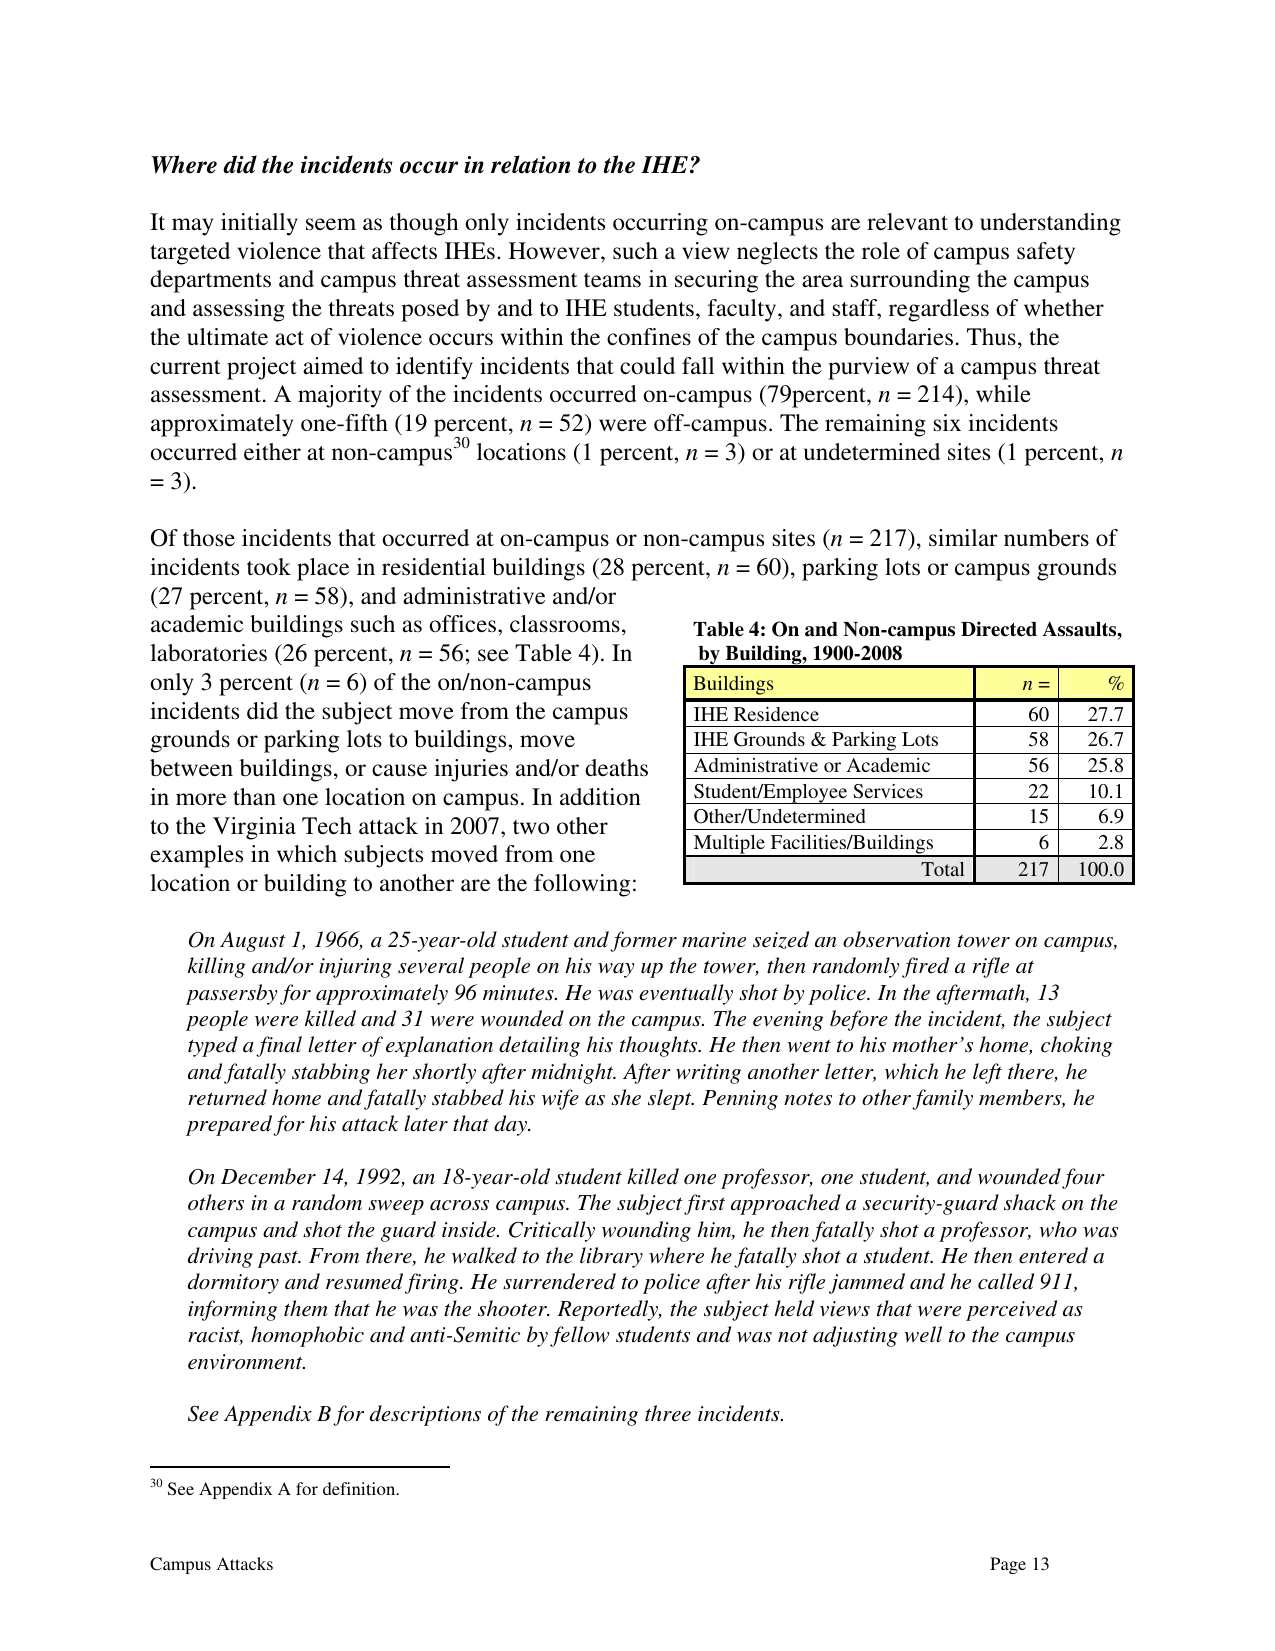 Where did the incidents occur in relation to the IHE?
It may initially seem as though only incidents occurring on-campus are relevant to understanding
targeted violence that affects IHEs. However, such a view neglects the role of campus safety
departments and campus threat assessment teams in securing the area surrounding the campus
and assessing the threats posed by and to IHE students, faculty, and staff, regardless of whether
the ultimate act of violence occurs within the confines of the campus boundaries. Thus, the
current project aimed to identify incidents that could fall within the purview of a campus threat
assessment. A majority of the incidents occurred on-campus (79percent, n = 214), while
approximately one-fifth (19 percent, n = 52) were off-campus. The remaining six incidents
occurred either at non-campus30 locations (1 percent, n = 3) or at undetermined sites (1 percent, n
= 3).
Of those incidents that occurred at on-campus or non-campus sites (n = 217), similar numbers of
incidents took place in residential buildings (28 percent, n = 60), parking lots or campus grounds
(27 percent, n = 58), and administrative and/or
academic buildings such as offices, classrooms,
laboratories (26 percent, n = 56; see Table 4). In
only 3 percent (n = 6) of the on/non-campus
incidents did the subject move from the campus
grounds or parking lots to buildings, move
between buildings, or cause injuries and/or deaths
in more than one location on campus. In addition
to the Virginia Tech attack in 2007, two other
examples in which subjects moved from one
location or building to another are the following:
Table 4: On and Non-campus Directed Assaults,
by Building, 1900-2008
Buildings n = %
IHE Residence 60 27.7
IHE Grounds & Parking Lots 58 26.7
Administrative or Academic 56 25.8
Student/Employee Services 22 10.1
Other/Undetermined 15 6.9
Multiple Facilities/Buildings 6 2.8
Total 217 100.0
On August 1, 1966, a 25-year-old student and former marine seized an observation tower on campus,
killing and/or injuring several people on his way up the tower, then randomly fired a rifle at
passersby for approximately 96 minutes. He was eventually shot by police. In the aftermath, 13
people were killed and 31 were wounded on the campus. The evening before the incident, the subject
typed a final letter of explanation detailing his thoughts. He then went to his mother's home, choking
and fatally stabbing her shortly after midnight. After writing another letter, which he left there, he
returned home and fatally stabbed his wife as she slept. Penning notes to other family members, he
prepared for his attack later that day.
On December 14, 1992, an 18-year-old student killed one professor, one student, and wounded four
others in a random sweep across campus. The subject first approached a security-guard shack on the
campus and shot the guard inside. Critically wounding him, he then fatally shot a professor, who was
driving past. From there, he walked to the library where he fatally shot a student. He then entered a
dormitory and resumed firing. He surrendered to police after his rifle jammed and he called 911,
informing them that he was the shooter. Reportedly, the subject held views that were perceived as
racist, homophobic and anti-Semitic by fellow students and was not adjusting well to the campus
environment.
See Appendix B for descriptions of the remaining three incidents.
30 See Appendix A for definition.
Campus Attacks Page 13